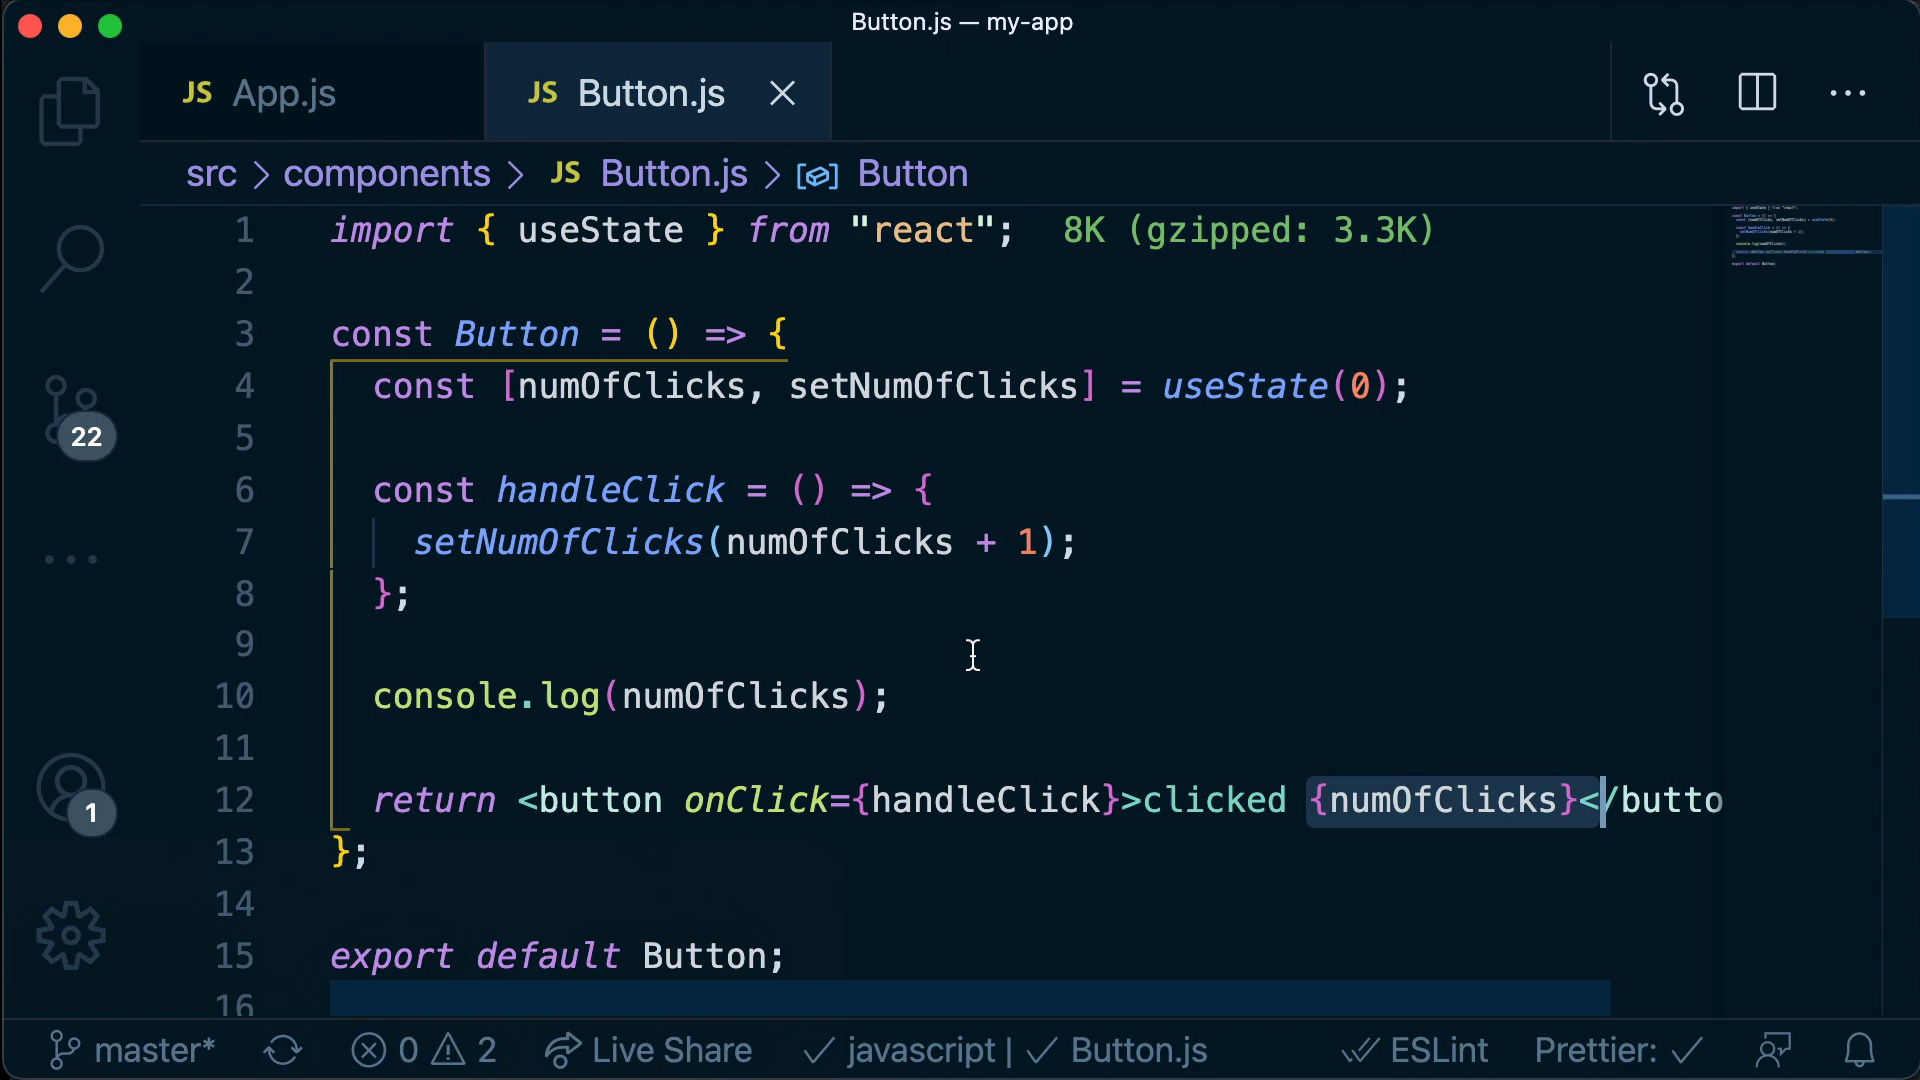 Button.js — my-app
JS App.js JS Button.js
src > components > JS Button.js > Button
1 import { useState } from "react"; 8K (gzipped: 3.3K)
2
3 const Button = () => {
4 const [numOfClicks, setNumOfClicks] = useState(0);
5
6 const handleClick = () => {
7 setNumOfClicks(numOfClicks + 1);
8 };
9
10 console.log(numOfClicks);
11
12 return <button onClick={handleClick}>clicked {numOfClicks}</butto
13 };
14
15 export default Button;
16
22
1
master* 0 2 Live Share javascript | Button.js ESLint Prettier: